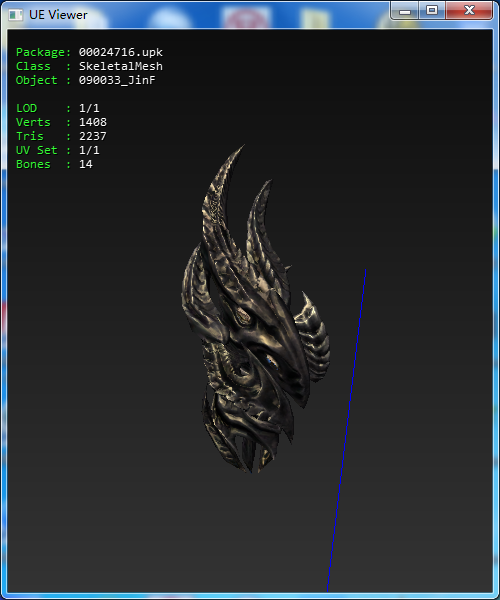 UE Viewer
Package: 00024716.upk
Class : SkeletalMesh
Object : 090033_JinF
LOD : 1/1
Verts : 1408
Tris : 2237
UV Set : 1/1
Bones : 14